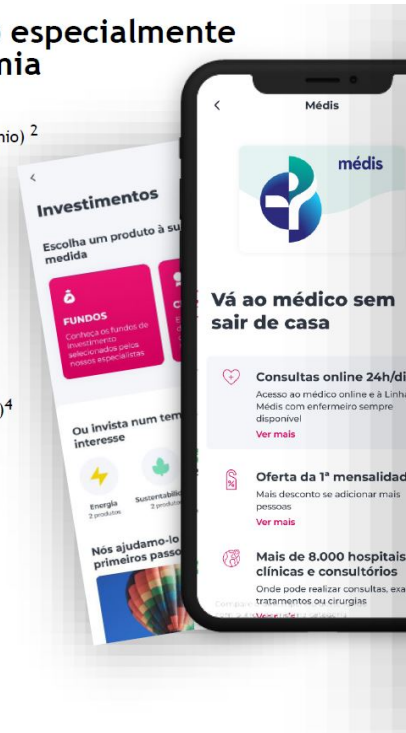 especialmente
mia
nio) 2
)4
<
Investimentos
Escolha um produto à su
medida
FUNDOS
Conheça os fundos de
investimento
selecionados pelos
nossos especialistas
Ou invista num tem
interesse
Energia
2 produtos
Sustentabilid
2 produtos
Nós ajudamo-lo
primeiros passo
<
Médis
médis
Vá ao médico sem
sair de casa
Consultas online 24h/di
Acesso ao médico online e à Linha
Médis com enfermeiro sempre
disponível
Ver mais
%
Oferta da 1ª mensalidad
Mais desconto se adicionar mais
pessoas
Ver mais
Mais de 8.000 hospitais
clínicas e consultórios
Onde pode realizar consultas, exa
tratamentos ou cirurgias